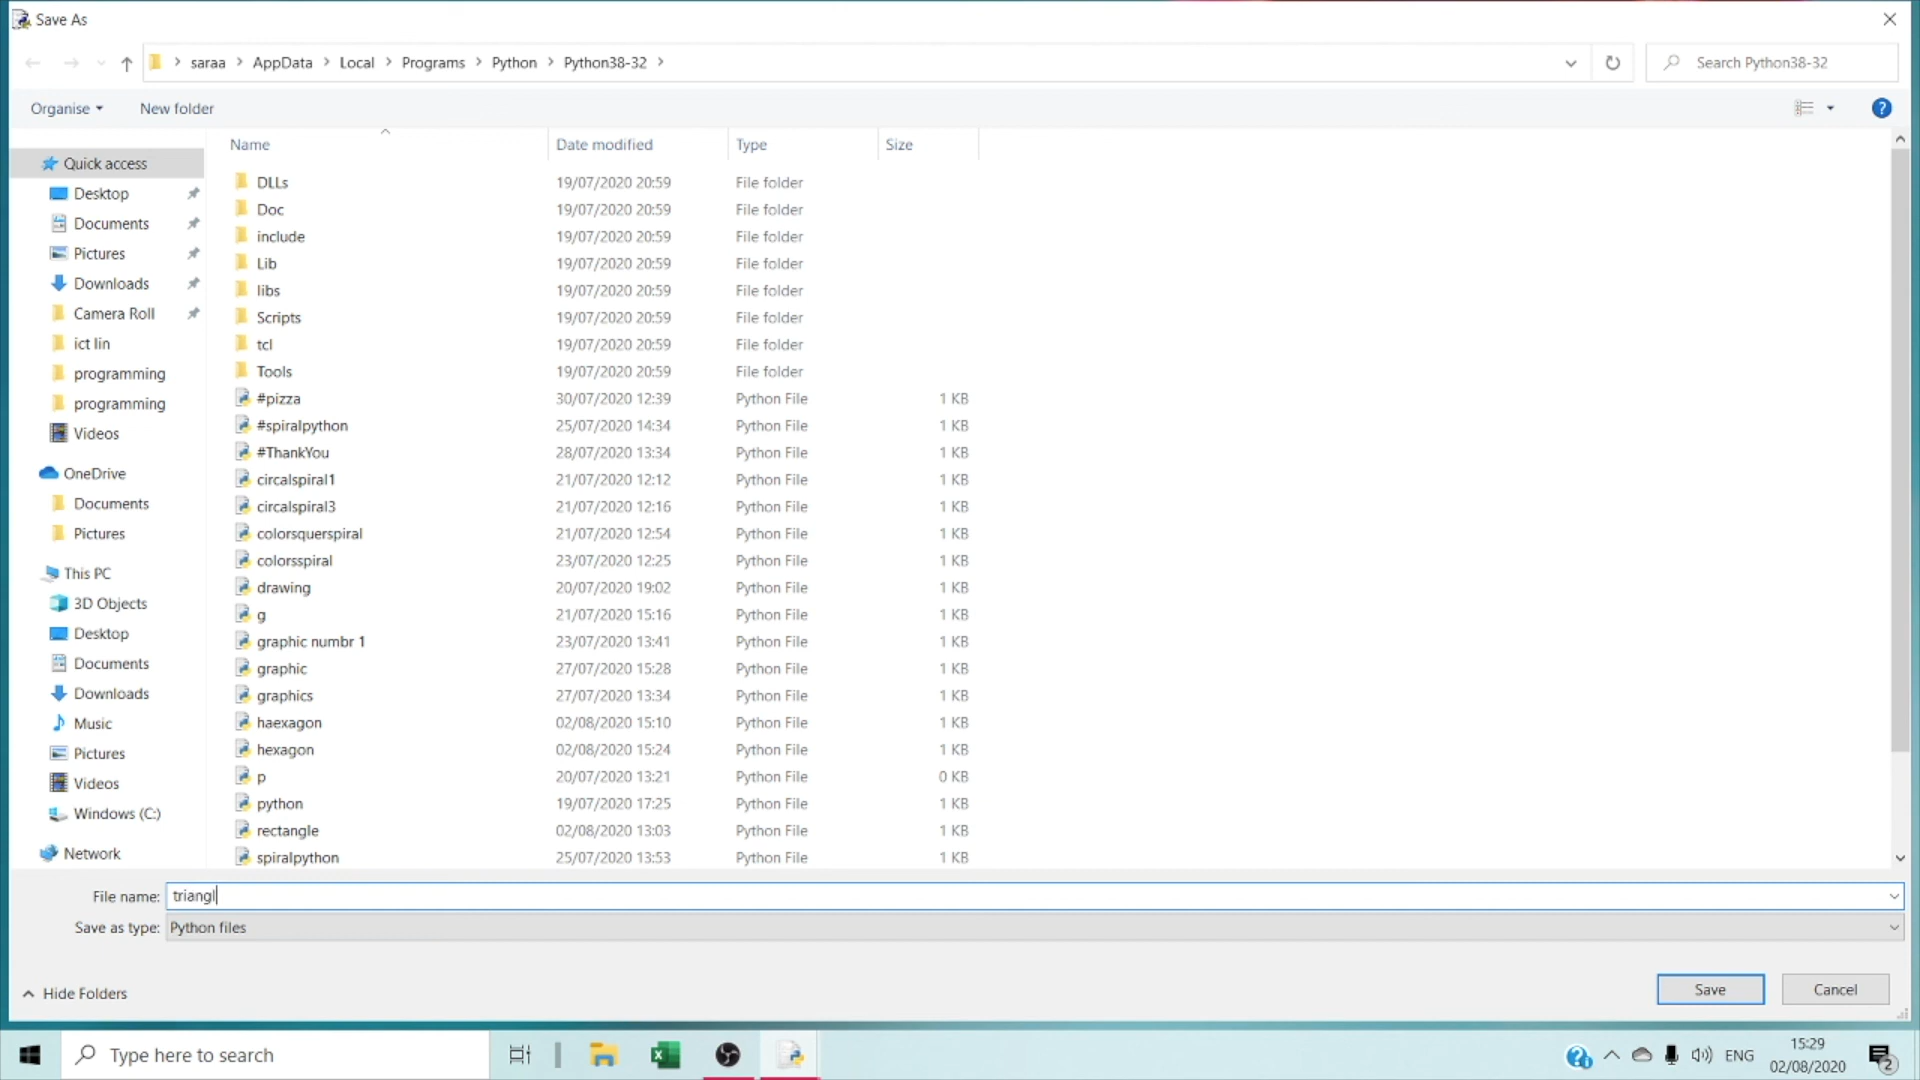 Save As
saraa > AppData > Local > Programs > Python > Python38-32 >
Search Python38-32
Organise
New folder
Name Date modified Type Size
Quick access
Desktop
Documents
Pictures
Downloads
Camera Roll
ict lin
programming
programming
Videos
OneDrive
Documents
Pictures
This PC
3D Objects
Desktop
Documents
Downloads
Music
Pictures
Videos
Windows (C:)
Network
DLLs 19/07/2020 20:59 File folder
Doc 19/07/2020 20:59 File folder
include 19/07/2020 20:59 File folder
Lib 19/07/2020 20:59 File folder
libs 19/07/2020 20:59 File folder
Scripts 19/07/2020 20:59 File folder
tcl 19/07/2020 20:59 File folder
Tools 19/07/2020 20:59 File folder
#pizza 30/07/2020 12:39 Python File 1 KB
#spiralpython 25/07/2020 14:34 Python File 1 KB
#ThankYou 28/07/2020 13:34 Python File 1 KB
circalspiral1 21/07/2020 12:12 Python File 1 KB
circalspiral3 21/07/2020 12:16 Python File 1 KB
colorsquerspiral 21/07/2020 12:54 Python File 1 KB
colorsspiral 23/07/2020 12:25 Python File 1 KB
drawing 20/07/2020 19:02 Python File 1 KB
g 21/07/2020 15:16 Python File 1 KB
graphic numbr 1 23/07/2020 13:41 Python File 1 KB
graphic 27/07/2020 15:28 Python File 1 KB
graphics 27/07/2020 13:34 Python File 1 KB
haexagon 02/08/2020 15:10 Python File 1 KB
hexagon 02/08/2020 15:24 Python File 1 KB
p 20/07/2020 13:21 Python File 0 KB
python 19/07/2020 17:25 Python File 1 KB
rectangle 02/08/2020 13:03 Python File 1 KB
spiralpython 25/07/2020 13:53 Python File 1 KB
File name: triangl
Save as type: Python files
Hide Folders
Save
Cancel
Type here to search
ENG
15:29
02/08/2020
2